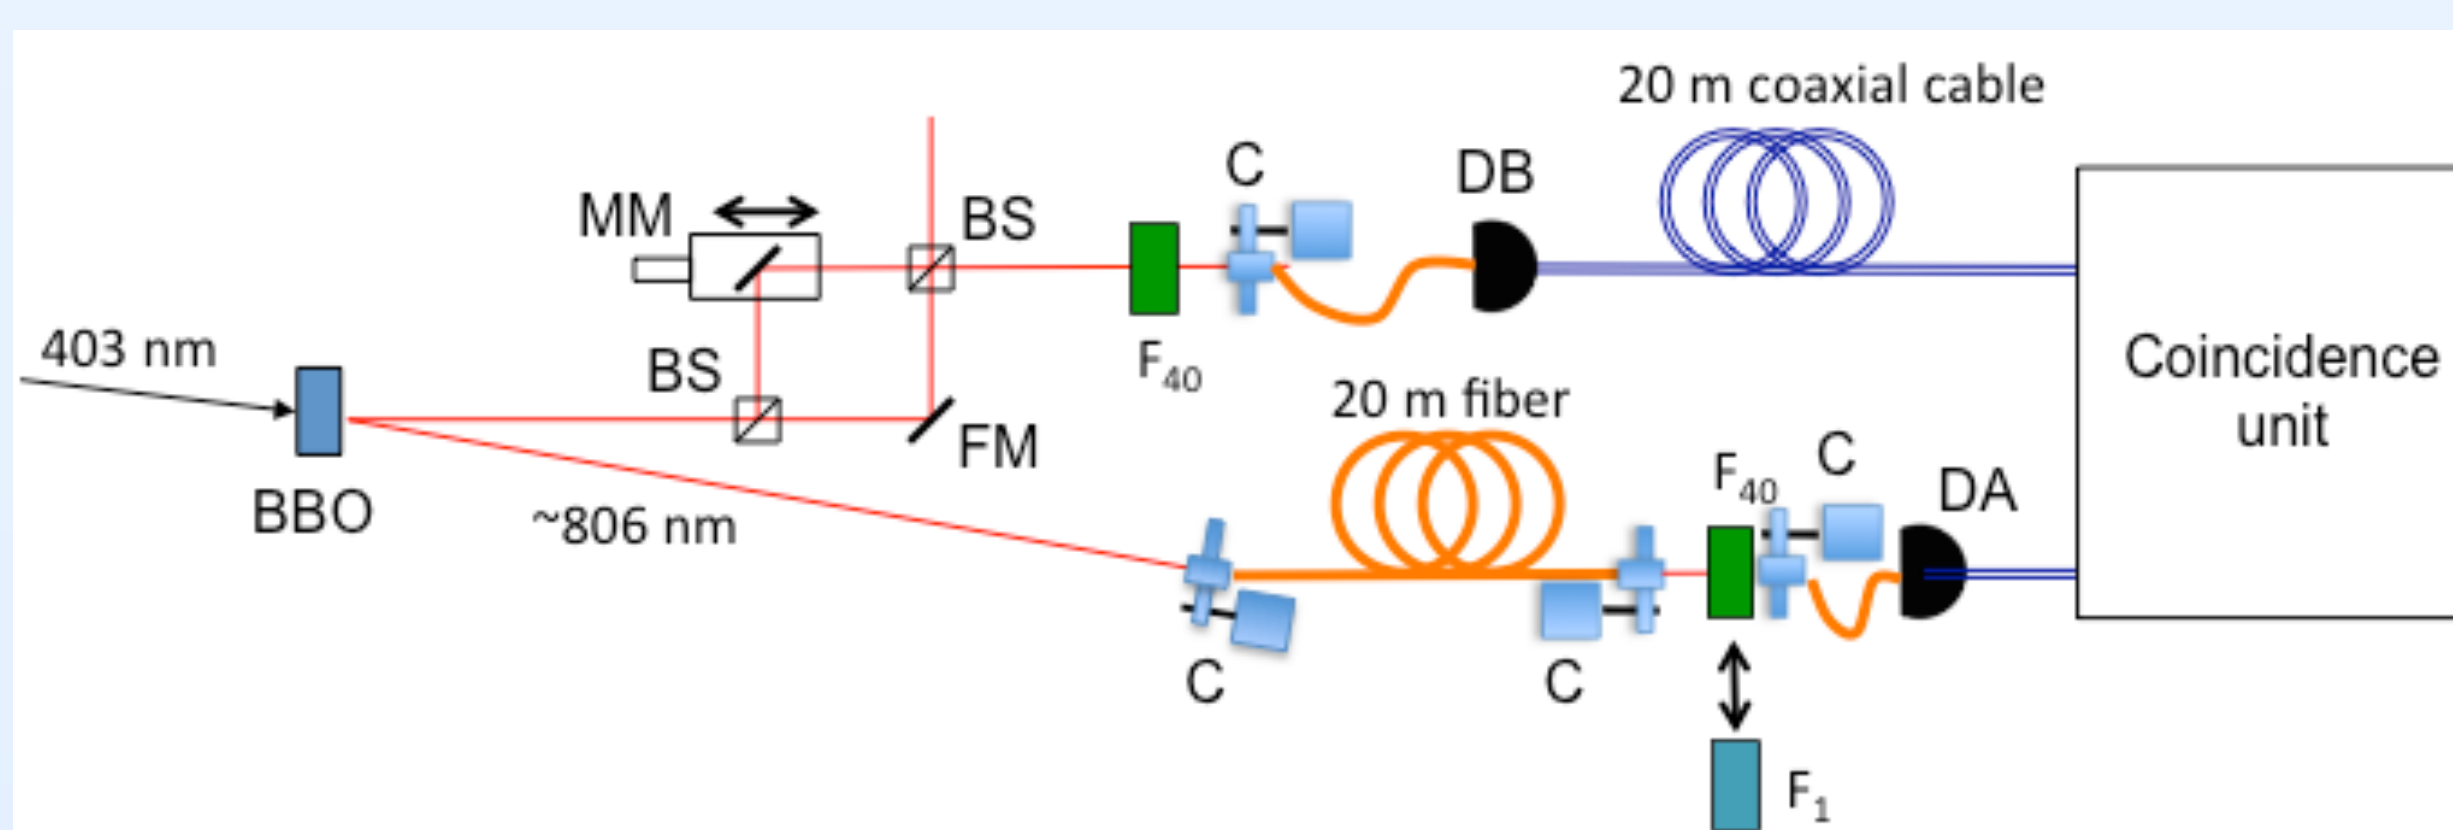 20 m coaxial cable
C
DB
MM
BS
403 nm
BS
F₄₀
Coincidence
unit
20 m fiber
FM
C
F₄₀
DA
BBO
~806 nm
C
C
F₁